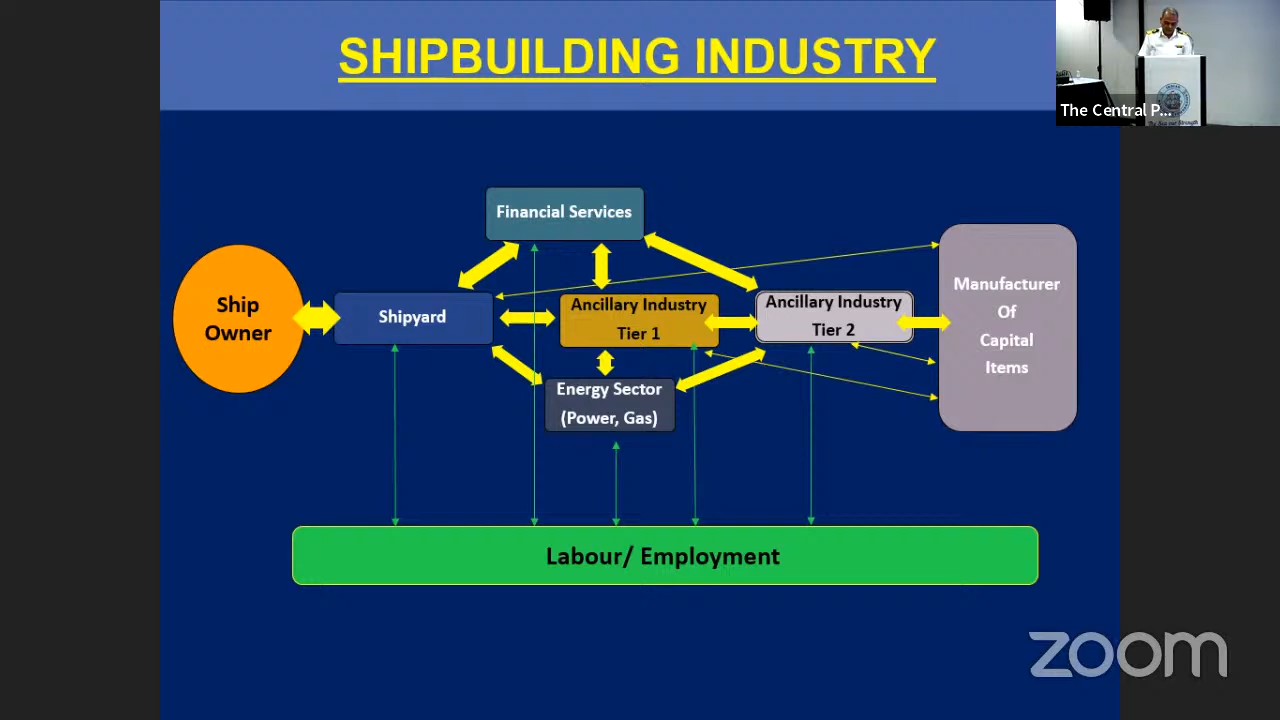 SHIPBUILDING INDUSTRY
The Central P...
Financial Services
Ship
Owner
Shipyard
Ancillary Industry
Tier 1
Ancillary Industry
Tier 2
Manufacturer
Of
Capital
Items
Energy Sector
(Power, Gas)
Labour/ Employment
zoom